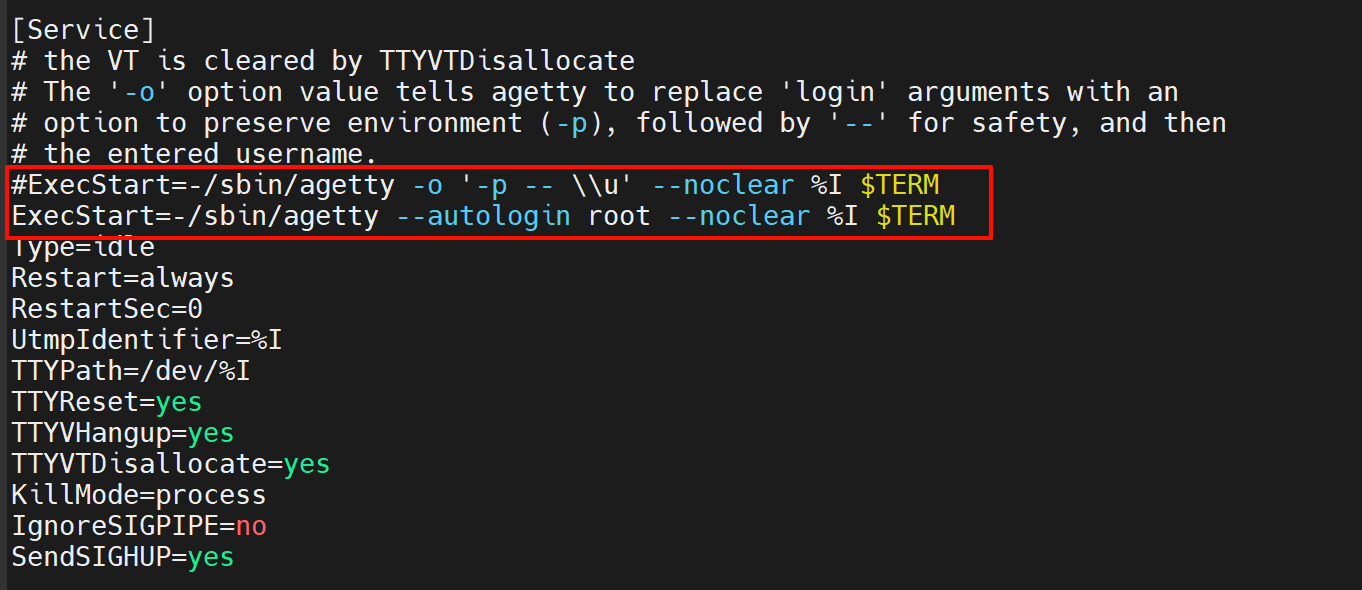 [Service]
# the VT is cleared by TTYVTDisallocate
# The '-o' option value tells agetty to replace 'login' arguments with an
# option to preserve environment (-p), followed by '--' for safety, and then
# the entered username.
#ExecStart=-/sbin/agetty -o '-p -- \\u' --noclear %I $TERM
ExecStart=-/sbin/agetty --autologin root --noclear %I $TERM
Type=idle
Restart=always
RestartSec=0
UtmpIdentifier=%I
TTYPath=/dev/%I
TTYReset=yes
TTYVHangup=yes
TTYVTDisallocate=yes
KillMode=process
IgnoreSIGPIPE=no
SendSIGHUP=yes